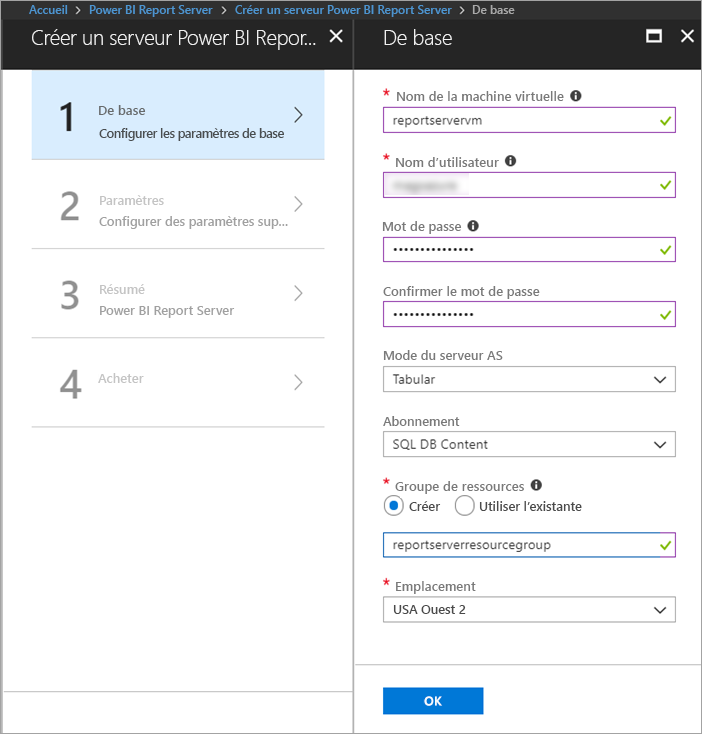 Accueil > Power BI Report Server > Créer un serveur Power BI Report Server > De base
Créer un serveur Power BI Repor...
1
De base
Configurer les paramètres de base
2
Paramètres
Configurer des paramètres sup...
3
Résumé
Power BI Report Server
4
Acheter
De base
* Nom de la machine virtuelle
reportservervm
* Nom d'utilisateur
Mot de passe
•••••••••••••••
Confirmer le mot de passe
•••••••••••••••
Mode du serveur AS
Tabular
Abonnement
SQL DB Content
* Groupe de ressources
Créer Utiliser l'existante
reportserverresourcegroup
* Emplacement
USA Ouest 2
OK